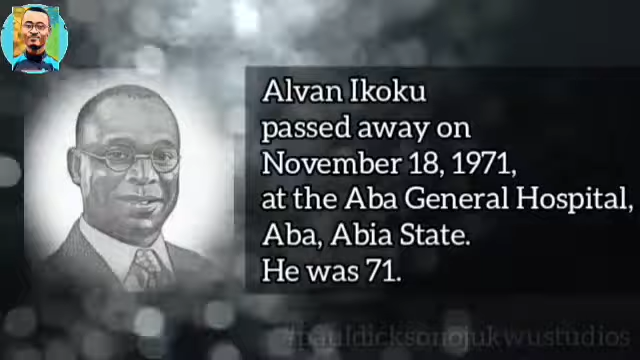 Alvan Ikoku
passed away on
November 18, 1971,
at the Aba General Hospital,
Aba, Abia State.
He was 71.
#pauldicksonojukwustudios